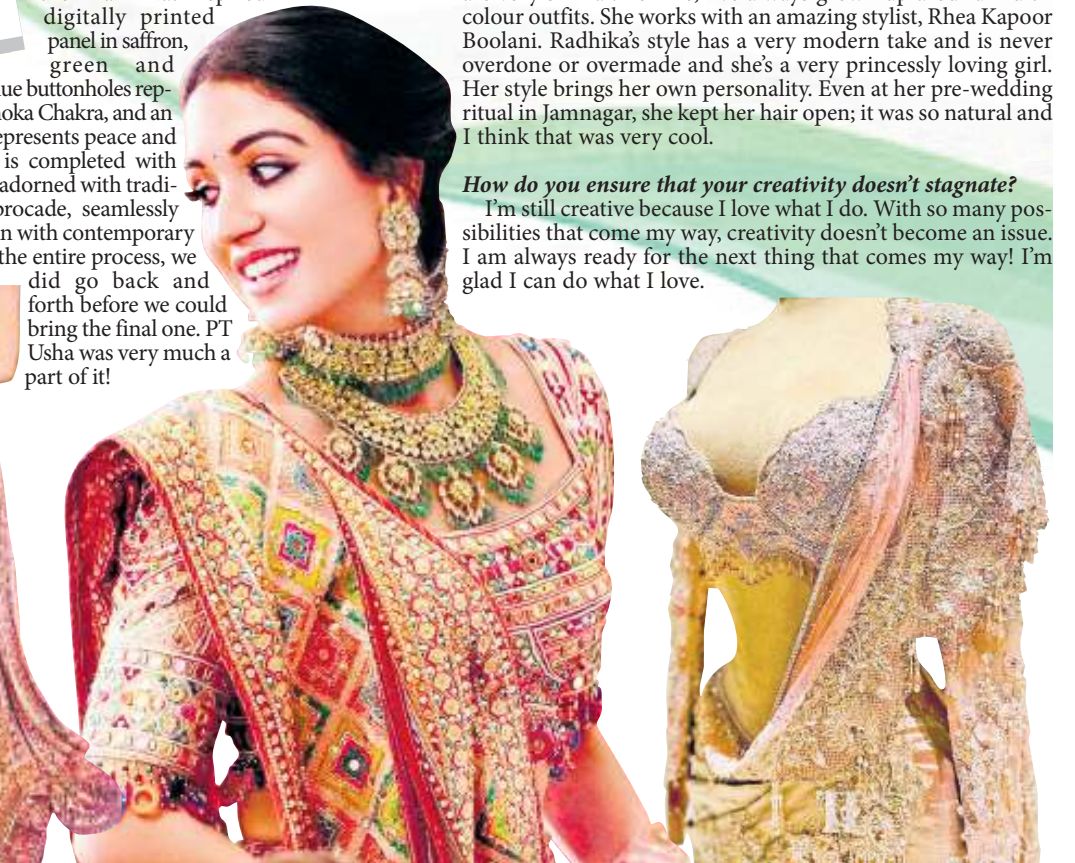 digitally printed
panel in saffron,
green and
ue buttonholes rep-
oka Chakra, and an
epresents peace and
is completed with
adorned with tradi-
brocade, seamlessly
n with contemporary
the entire process, we
did go back and
forth before we could
bring the final one. PT
Usha was very much a
part of it!
colour outfits. She works with an amazing stylist, Rhea Kapoor
Boolani. Radhika’s style has a very modern take and is never
overdone or overmade and she’s a very princessly loving girl.
Her style brings her own personality. Even at her pre-wedding
ritual in Jamnagar, she kept her hair open; it was so natural and
I think that was very cool.
How do you ensure that your creativity doesn’t stagnate?
I’m still creative because I love what I do. With so many pos-
sibilities that come my way, creativity doesn’t become an issue.
I am always ready for the next thing that comes my way! I’m
glad I can do what I love.